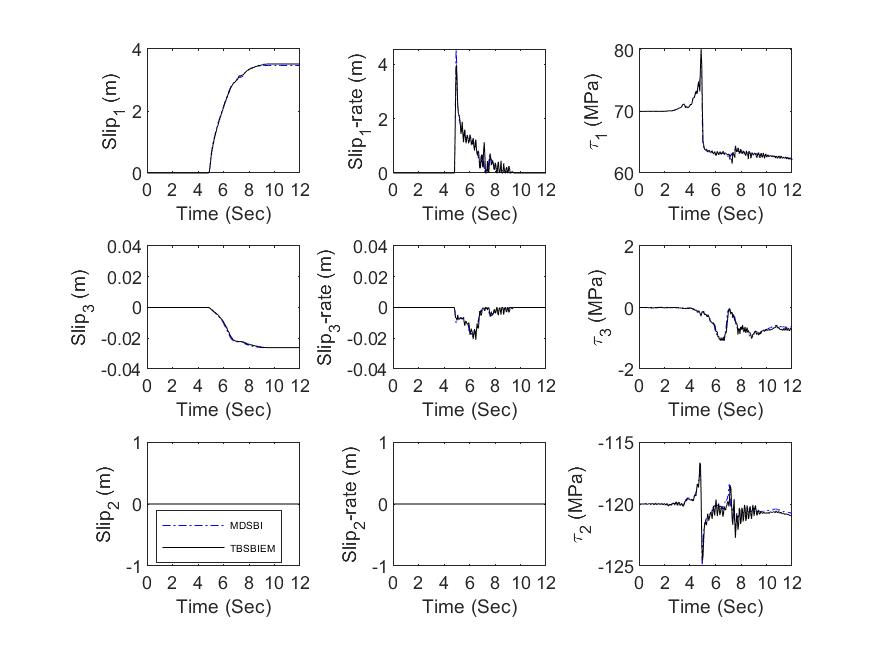 4
2
0
0 2 4 6 8 10 12
Slip1 (m)
Time (Sec)
4
2
0
0 2 4 6 8 10 12
Slip1-rate (m)
Time (Sec)
80
70
60
0 2 4 6 8 10 12
τ1 (MPa)
Time (Sec)
0.04
0.02
0
-0.02
-0.04
0 2 4 6 8 10 12
Slip3 (m)
Time (Sec)
0.04
0.02
0
-0.02
-0.04
0 2 4 6 8 10 12
Slip3-rate (m)
Time (Sec)
2
0
-2
0 2 4 6 8 10 12
τ3 (MPa)
Time (Sec)
1
0
-1
0 2 4 6 8 10 12
Slip2 (m)
Time (Sec)
MDSBI
TBSBIEM
1
0
-1
0 2 4 6 8 10 12
Slip2-rate (m)
Time (Sec)
-115
-120
-125
0 2 4 6 8 10 12
τ2 (MPa)
Time (Sec)